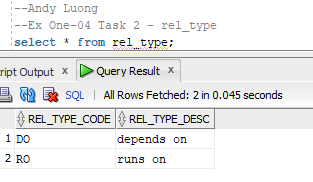 --Andy Luong
--Ex One-04 Task 2 - rel_type
select * from rel_type;
ript Output x Query Result x
SQL | All Rows Fetched: 2 in 0.045 seconds
REL_TYPE_CODE REL_TYPE_DESC
1 DO depends on
2 RO runs on